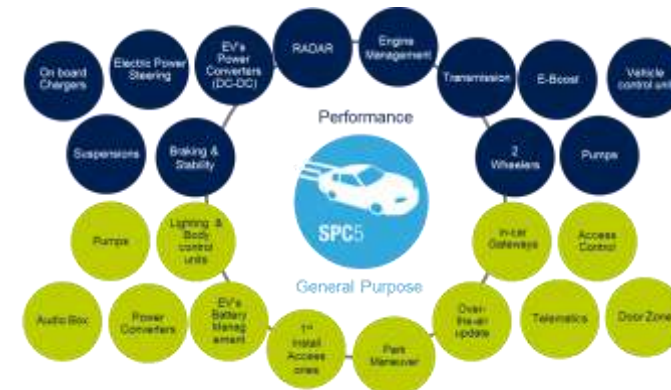 On board
Chargers
Electric Power
Steering
EV's
Power
Converters
(DC-DC)
RADAR
Engine
Management
Transmission
E-Boost
Vehicle
control unit
Suspensions
Braking &
Stability
Performance
2
Wheelers
Pumps
SPC5
General Purpose
Pumps
Lighting &
Body
control
units
In-car
Gateways
Access
Control
Audio Box
Power
Converters
EV's
Battery
Manag
ement
1st
Install
Access
ories
Park
Maneuver
Over-
the-air
update
Telematics
Door Zone